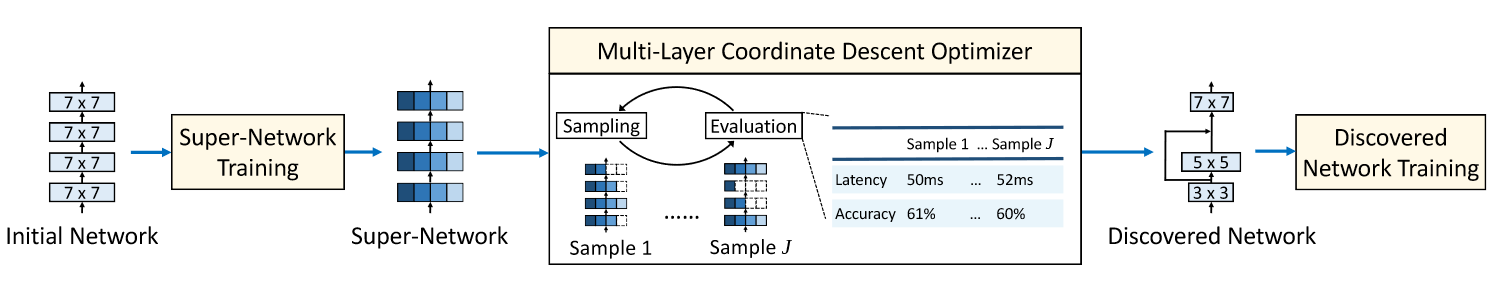 7 x 7
7 x 7
7 x 7
7 x 7
Initial Network
Super-Network
Training
Super-Network
Multi-Layer Coordinate Descent Optimizer
Sampling
Evaluation
Sample 1
......
Sample J
Sample 1 ... Sample J
Latency 50ms ... 52ms
Accuracy 61% ... 60%
7 x 7
5 x 5
3 x 3
Discovered Network
Discovered
Network Training